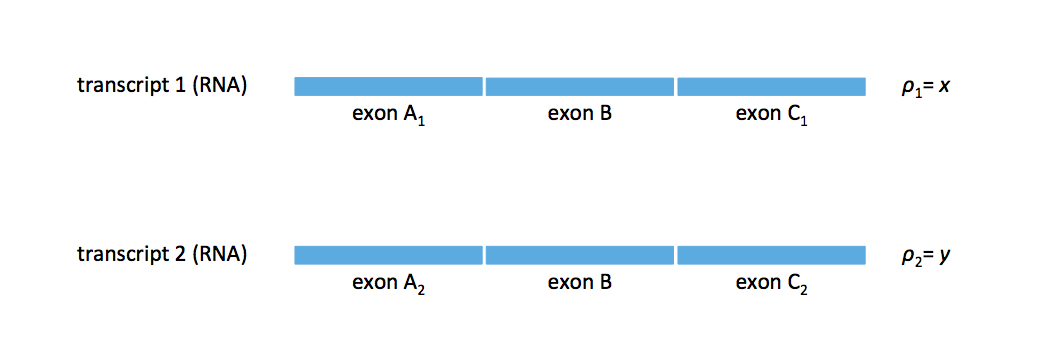 transcript 1 (RNA) ρ₁= x
exon A₁ exon B exon C₁
transcript 2 (RNA) ρ₂= y
exon A₂ exon B exon C₂